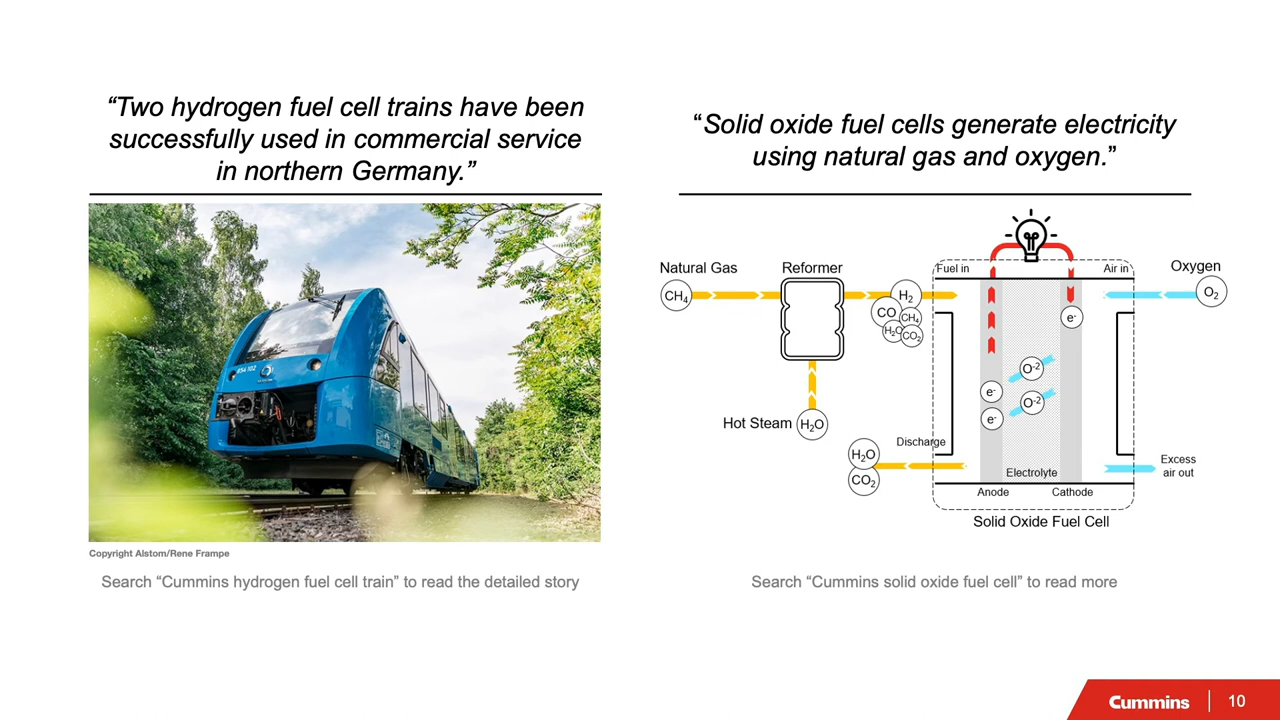 “Two hydrogen fuel cell trains have been
successfully used in commercial service
in northern Germany.”
654 102
Copyright Alstom/Rene Frampe
Search “Cummins hydrogen fuel cell train” to read the detailed story
“Solid oxide fuel cells generate electricity
using natural gas and oxygen.”
Natural Gas
CH₄
Reformer
Hot Steam
H₂O
H₂
CO
CH₄
H₂O
CO₂
Fuel in
Air in
Oxygen
O₂
e-
O-2
O-2
e-
e-
Discharge
H₂O
CO₂
Electrolyte
Excess
air out
Anode
Cathode
Solid Oxide Fuel Cell
Search “Cummins solid oxide fuel cell” to read more
Cummins
10